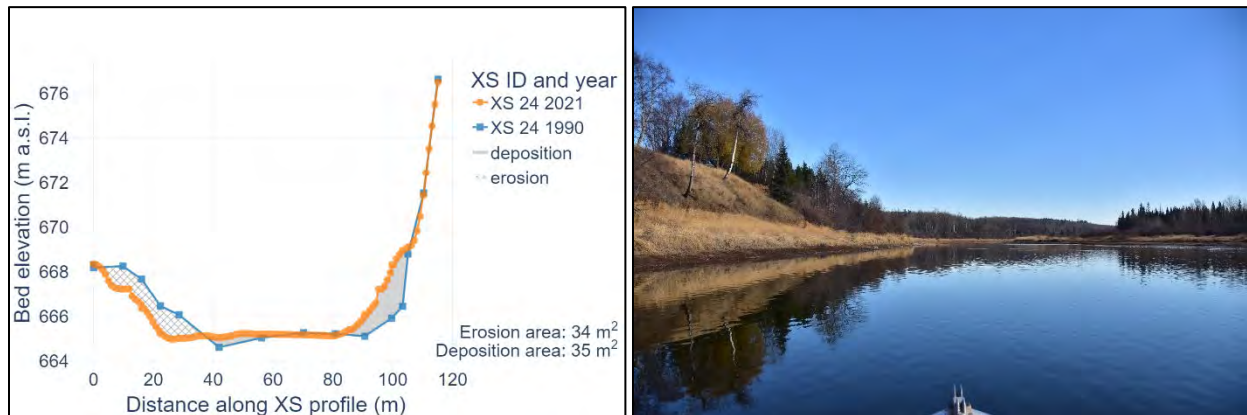 XS ID and year
XS 24 2021
XS 24 1990
deposition
erosion
Bed elevation (m a.s.l.)
676
674
672
670
668
666
664
Erosion area: 34 m²
Deposition area: 35 m²
0 20 40 60 80 100 120
Distance along XS profile (m)